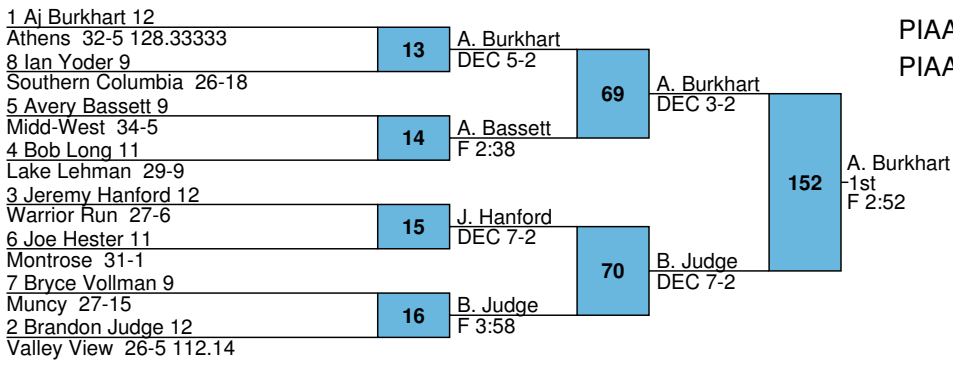 1 Aj Burkhart 12
Athens 32-5 128.33333
8 Ian Yoder 9
Southern Columbia 26-18
5 Avery Bassett 9
Midd-West 34-5
4 Bob Long 11
Lake Lehman 29-9
3 Jeremy Hanford 12
Warrior Run 27-6
6 Joe Hester 11
Montrose 31-1
7 Bryce Vollman 9
Muncy 27-15
2 Brandon Judge 12
Valley View 26-5 112.14
13
14
15
16
A. Burkhart
DEC 5-2
A. Bassett
F 2:38
J. Hanford
DEC 7-2
B. Judge
F 3:58
69
70
A. Burkhart
DEC 3-2
B. Judge
DEC 7-2
152
A. Burkhart
1st
F 2:52
PIAA
PIAA